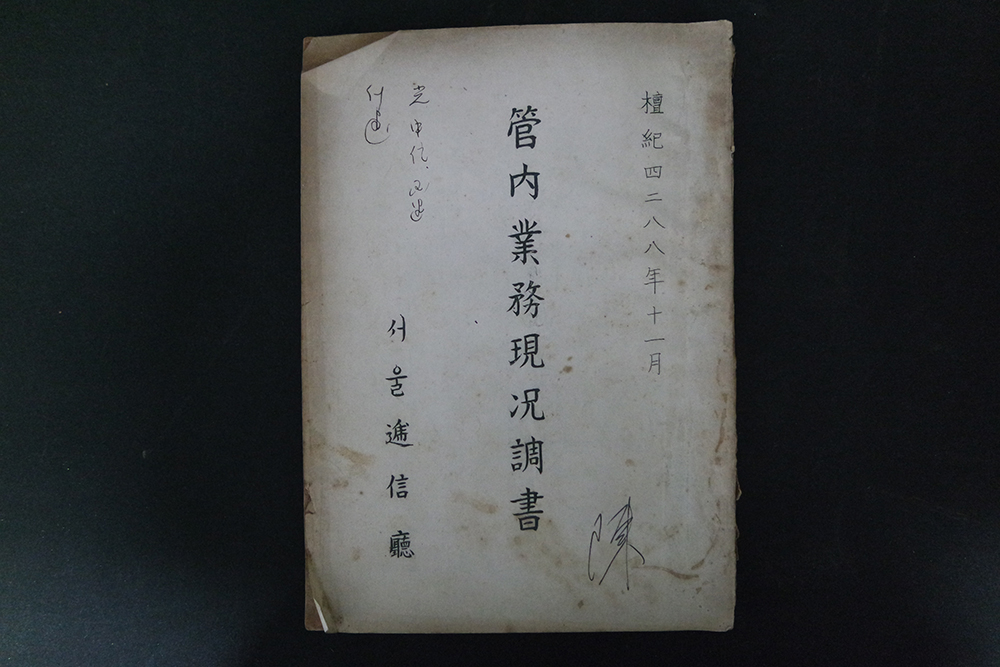 檀紀四二八八年十一月
管内業務現況調書
서울遞信廳
陳